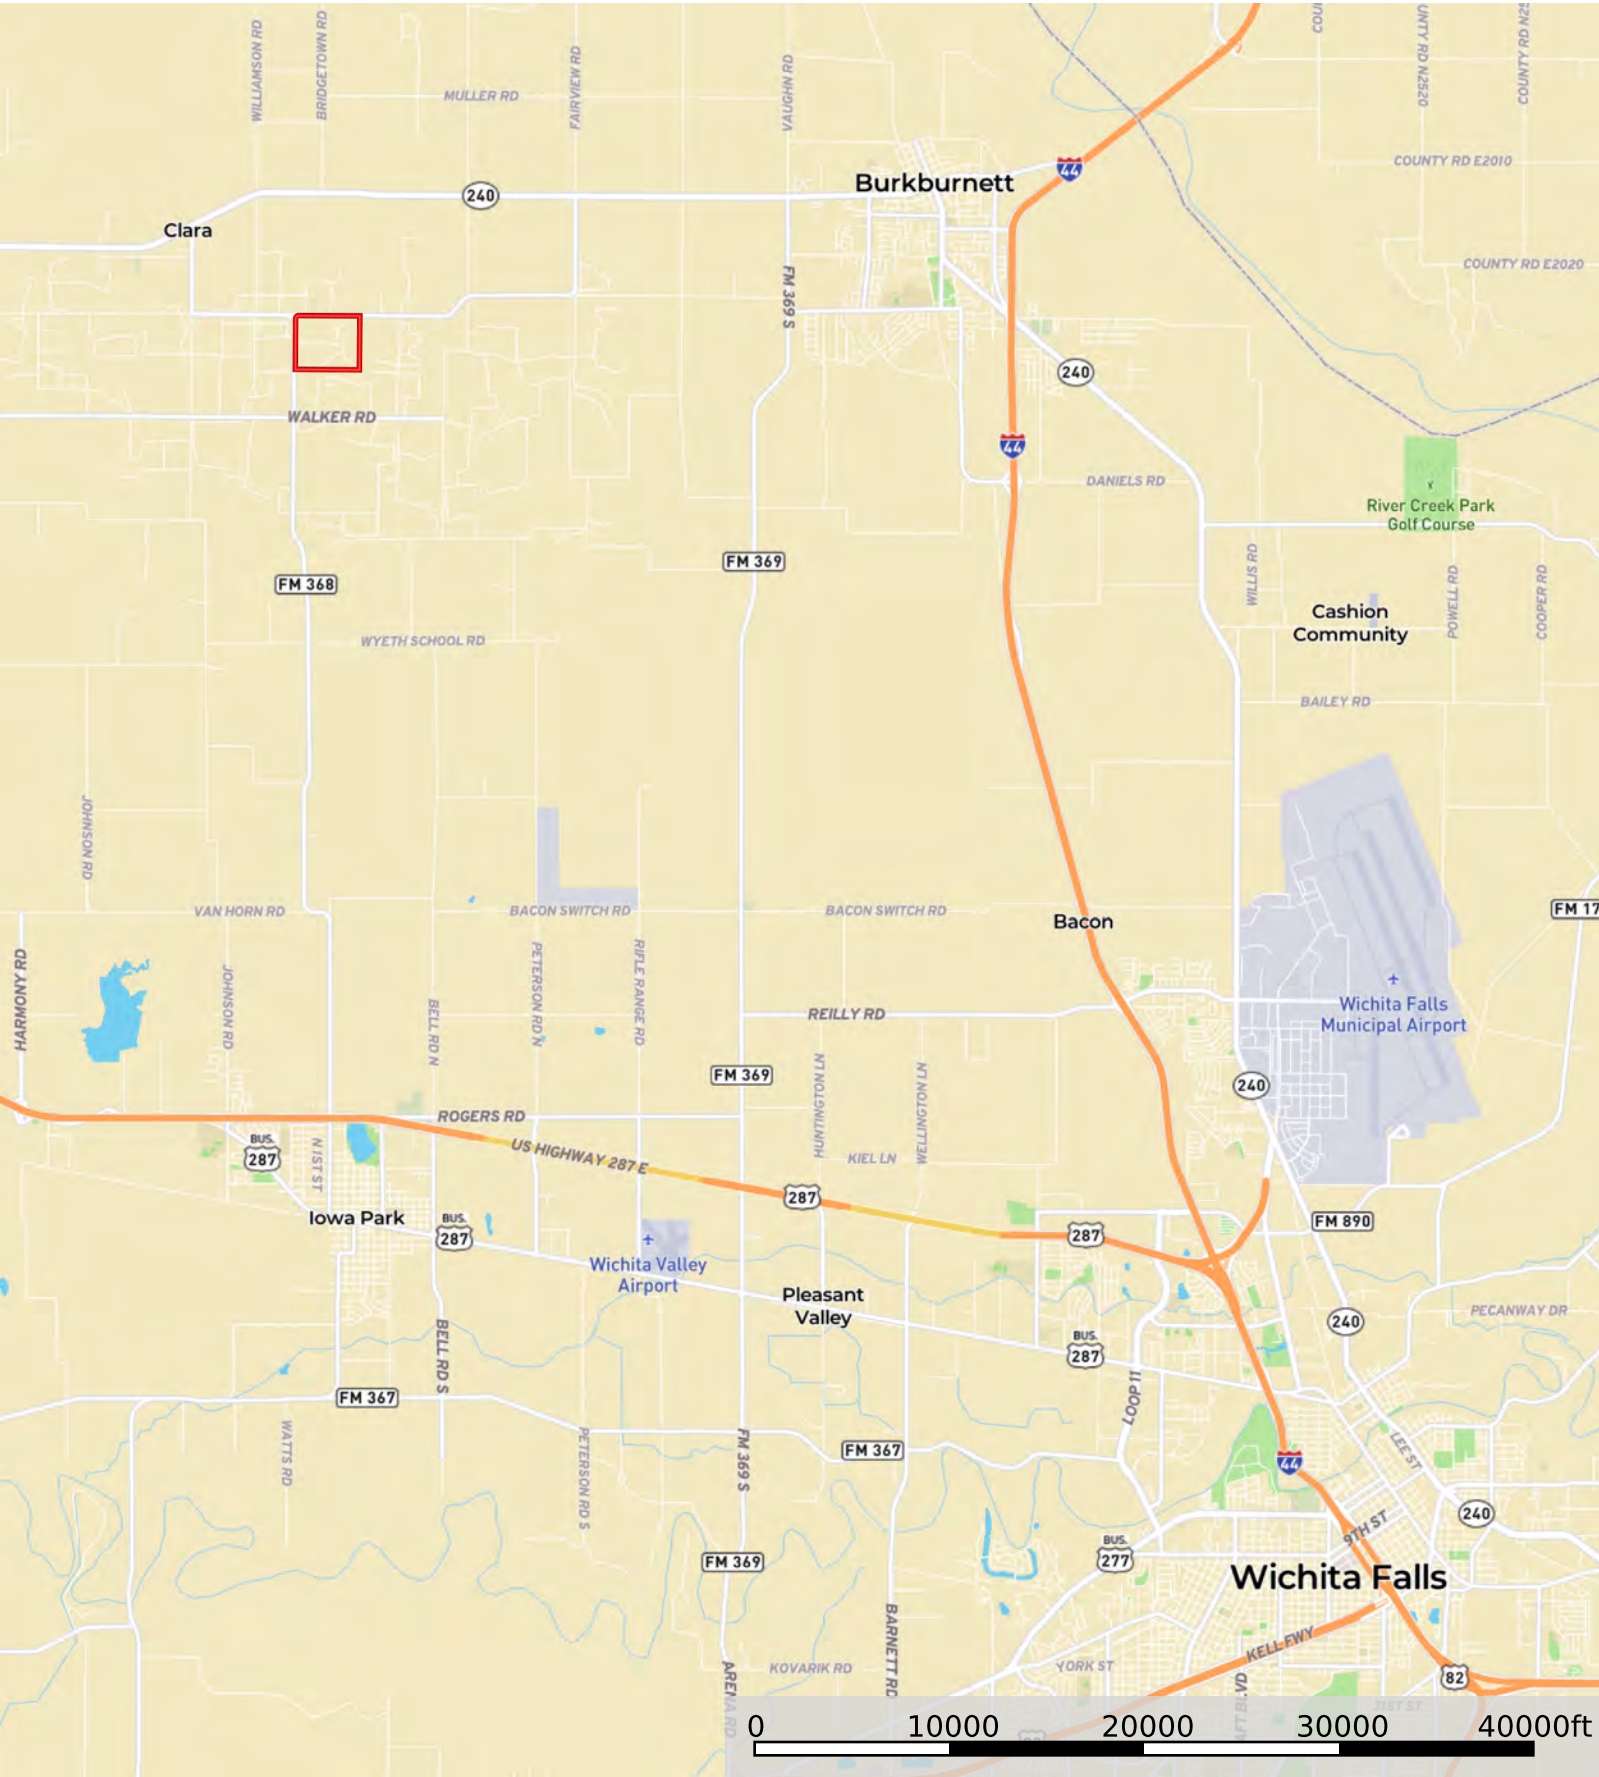 WILLIAMSON RD
BRIDGETOWN RD
MULLER RD
FAIRVIEW RD
VAUGHN RD
COUNTY RD E2010
COUNTY RD E2020
44
Burkburnett
240
Clara
FM 369 S
240
WALKER RD
44
DANIELS RD
River Creek Park
Golf Course
FM 369
FM 368
WILLIS RD
POWELL RD
COOPER RD
Cashion
Community
WYETH SCHOOL RD
BAILEY RD
JOHNSON RD
VAN HORN RD
BACON SWITCH RD
BACON SWITCH RD
Bacon
FM 17
HARMONY RD
JOHNSON RD
BELL RD N
PETERSON RD N
RIFLE RANGE RD
REILLY RD
Wichita Falls
Municipal Airport
FM 369
240
HUNTINGTON LN
WELLINGTON LN
KIEL LN
ROGERS RD
US HIGHWAY 287 E
BUS.
287
N 1ST ST
287
Iowa Park
BUS.
287
287
FM 890
Wichita Valley
Airport
Pleasant
Valley
PECANWAY DR
240
BUS.
287
BELL RD S
LOOP 11
FM 367
WATTS RD
PETERSON RD S
FM 369 S
FM 367
LEE ST
44
240
9TH ST
BUS.
277
FM 369
Wichita Falls
BARNETT RD
KELL FWY
KOVARIK RD
YORK ST
ARENA RD
82
31ST ST
0 10000 20000 30000 40000ft